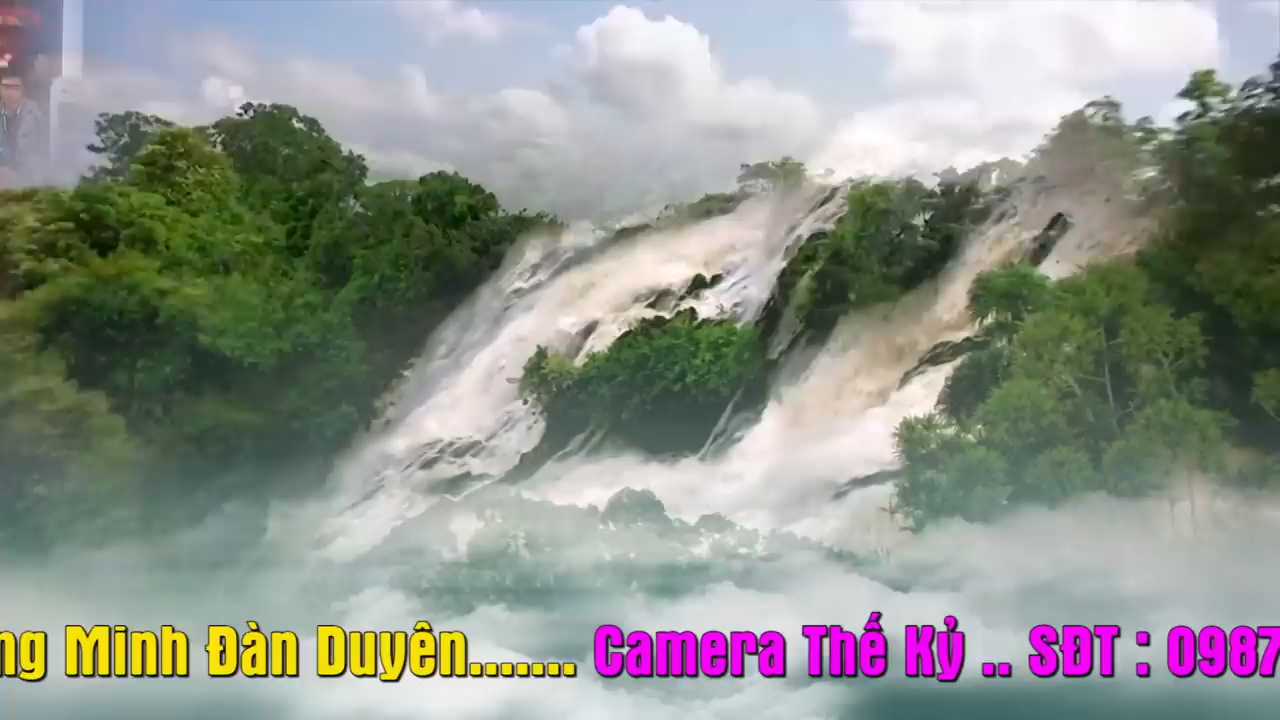 ng Minh Đàn Duyên....... Camera Thế Kỷ .. SĐT : 0987